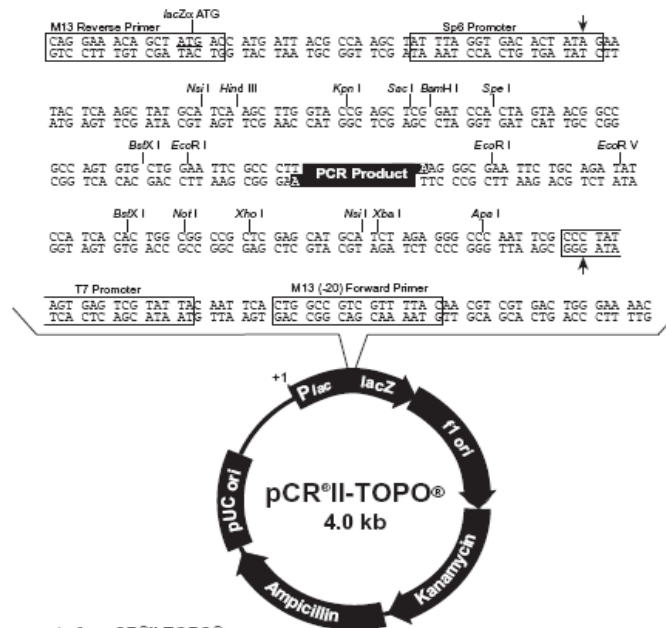 lacZα ATG
M13 Reverse Primer Sp6 Promoter
CAG GAA ACA GCT ATG ACC ATG ATT ACG CCA AGC TAT TTA GGT GAC ACT ATA GAA
GTC CTT TGT CGA TAC TGG TAC TAA TGC GGT TCG ATA AAT CCA CTG TGA TAT CTT
Nsi I Hind III Kpn I Sac I BamH I Spe I
TAC TCA AGC TAT GCA TCA AGC TTG GTA CCG AGC TCG GAT CCA CTA GTA ACG GCC
ATG AGT TCG ATA CGT AGT TCG AAC CAT GGC TCG AGC CTA GGT GAT CAT TGC CGG
BstX I EcoR I EcoR I EcoR V
GCC AGT GTG CTG GAA TTC GCC CTT PCR Product AAG GGC GAA TTC TGC AGA TAT
CGG TCA CAC GAC CTT AAG CGG GAA TTC CCG CTT AAG ACG TCT ATA
BstX I Not I Xho I Nsi I Xba I Apa I
CCA TCA CAC TGG CGG CCG CTC GAG CAT GCA TCT AGA GGG CCC AAT TCG CCC TAT
GGT AGT GTG ACC GCC GGC GAG CTC GTA CGT AGA TCT CCC GGG TTA AGC GGG ATA
T7 Promoter M13 (-20) Forward Primer
AGT GAG TCG TAT TAC AAT TCA CTG GCC GTC GTT TTA CAA CGT CGT GAC TGG GAA AAC
TCA CTC AGC ATA ATG TTA AGT GAC CGG CAG CAA AAT GTT GCA GCA CTG ACC CTT TTG
+1
Plac lacZ
f1 ori
pUC ori
pCR®II-TOPO®
4.0 kb
Kanamycin
Ampicillin